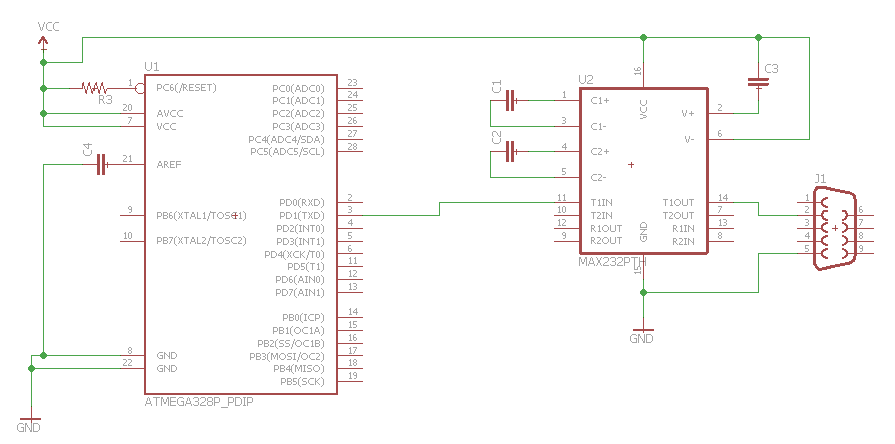 VCC
U1
1 PC6(/RESET)
R3
20 AVCC
7 VCC
C4
21 AREF
9 PB6(XTAL1/TOSC1)
10 PB7(XTAL2/TOSC2)
8 GND
22 GND
GND
PC0(ADC0) 23
PC1(ADC1) 24
PC2(ADC2) 25
PC3(ADC3) 26
PC4(ADC4/SDA) 27
PC5(ADC5/SCL) 28
PD0(RXD) 2
PD1(TXD) 3
PD2(INT0) 4
PD3(INT1) 5
PD4(XCK/T0) 6
PD5(T1) 11
PD6(AIN0) 12
PD7(AIN1) 13
PB0(ICP) 14
PB1(OC1A) 15
PB2(SS/OC1B) 16
PB3(MOSI/OC2) 17
PB4(MISO) 18
PB5(SCK) 19
ATMEGA328P_PDIP
U2
C1
C2
1 C1+
3 C1-
4 C2+
5 C2-
11 T1IN
10 T2IN
12 R1OUT
9 R2OUT
16
VCC
GND
15
V+ 2
V- 6
C3
T1OUT 14
T2OUT 7
R1IN 13
R2IN 8
MAX232PTH
GND
J1
1
2
3
4
5
6
7
8
9